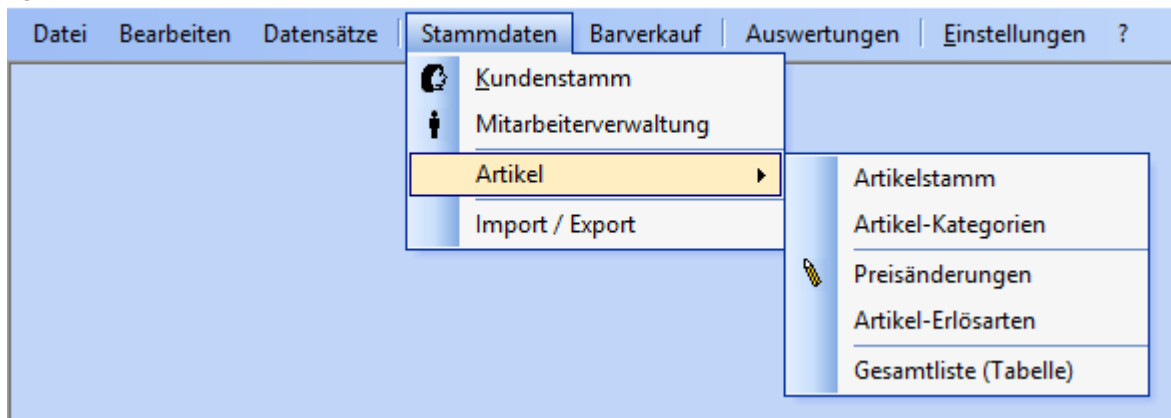 Datei Bearbeiten Datensätze Stammdaten Barverkauf Auswertungen Einstellungen ?
Kundenstamm
Mitarbeiterverwaltung
Artikel
Import / Export
Artikelstamm
Artikel-Kategorien
Preisänderungen
Artikel-Erlösarten
Gesamtliste (Tabelle)